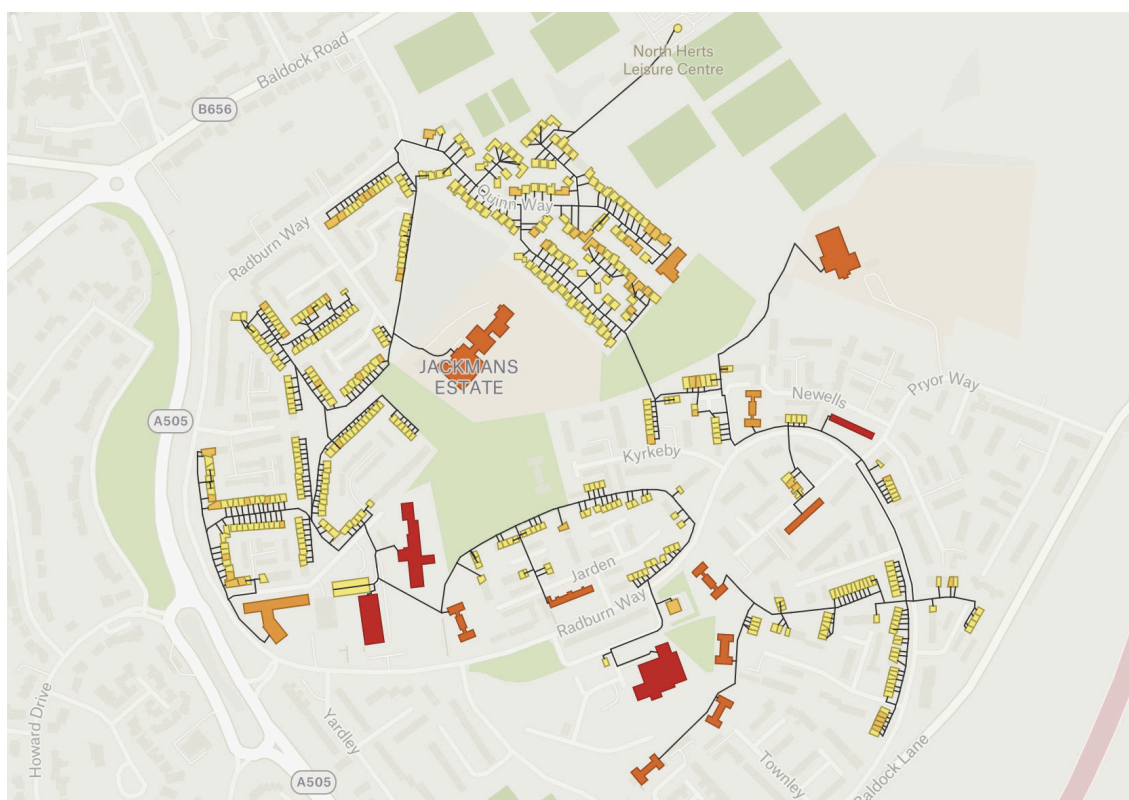 Baldock Road
North Herts
Leisure Centre
B656
Quinn Way
Radburn Way
JACKMANS
ESTATE
Newells
Pryor Way
A505
Kyrkeby
Jarden
Radburn Way
Howard Drive
Yardley
Townley
Baldock Lane
A505